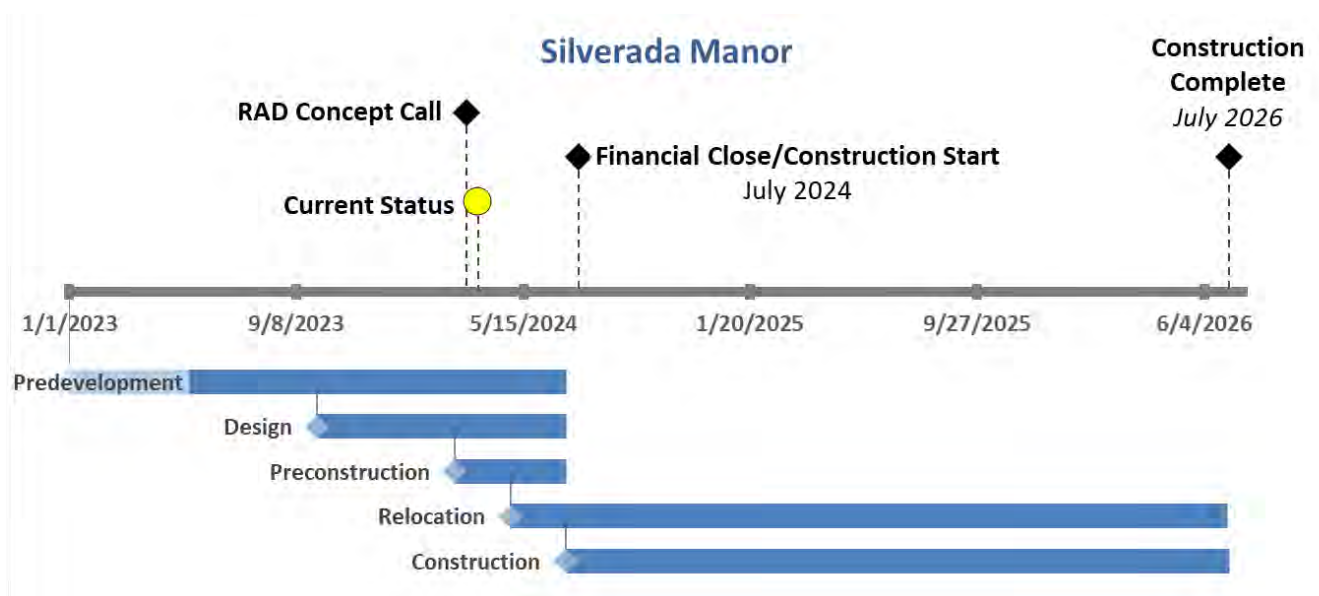 Silverada Manor
Construction
Complete
July 2026
RAD Concept Call
Financial Close/Construction Start
July 2024
Current Status
1/1/2023 9/8/2023 5/15/2024 1/20/2025 9/27/2025 6/4/2026
Predevelopment
Design
Preconstruction
Relocation
Construction